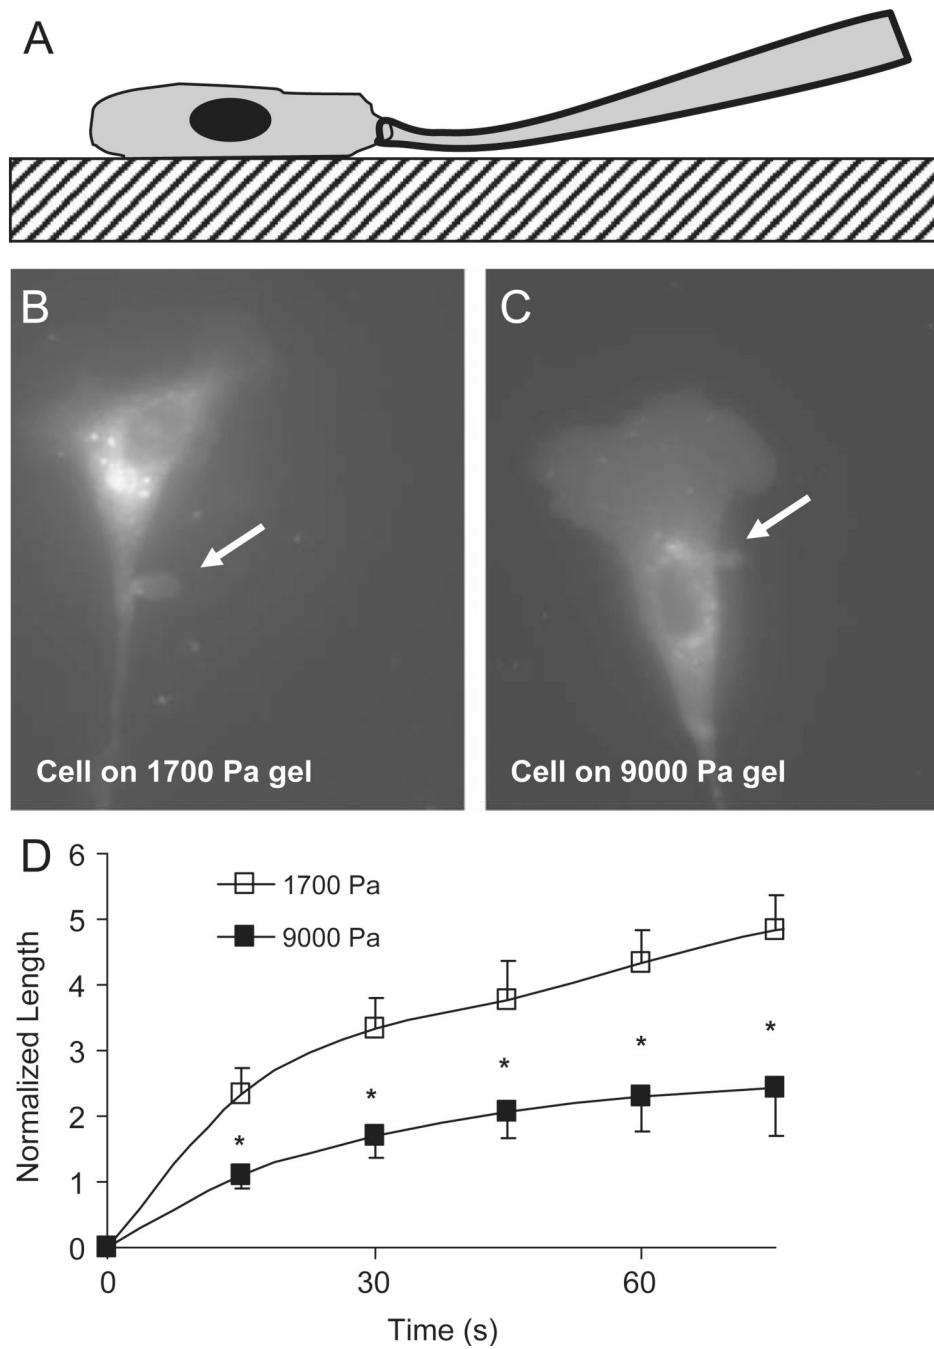 A
B
C
Cell on 1700 Pa gel
Cell on 9000 Pa gel
D
6
5
4
3
2
1
0
Normalized Length
1700 Pa
9000 Pa
*
*
*
*
*
0
30
60
Time (s)